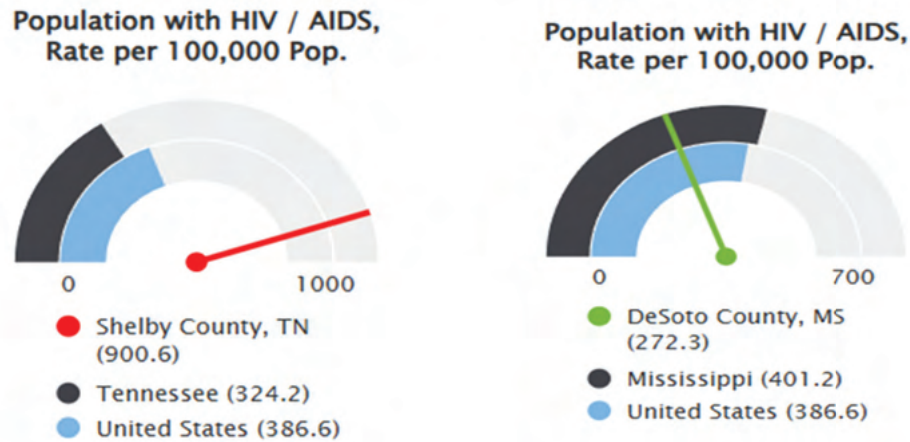 Population with HIV / AIDS,
Rate per 100,000 Pop.
0
1000
Shelby County, TN
(900.6)
Tennessee (324.2)
United States (386.6)
Population with HIV / AIDS,
Rate per 100,000 Pop.
0
700
DeSoto County, MS
(272.3)
Mississippi (401.2)
United States (386.6)